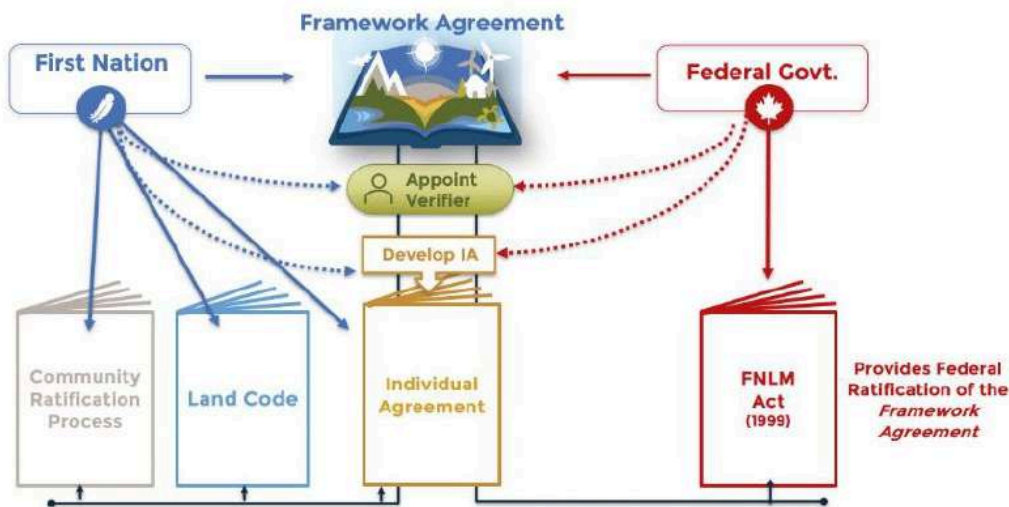 Framework Agreement
First Nation
Federal Govt.
Appoint
Verifier
Develop IA
Community
Ratification
Process
Land Code
Individual
Agreement
FNLM
Act
(1999)
Provides Federal
Ratification of the
Framework
Agreement